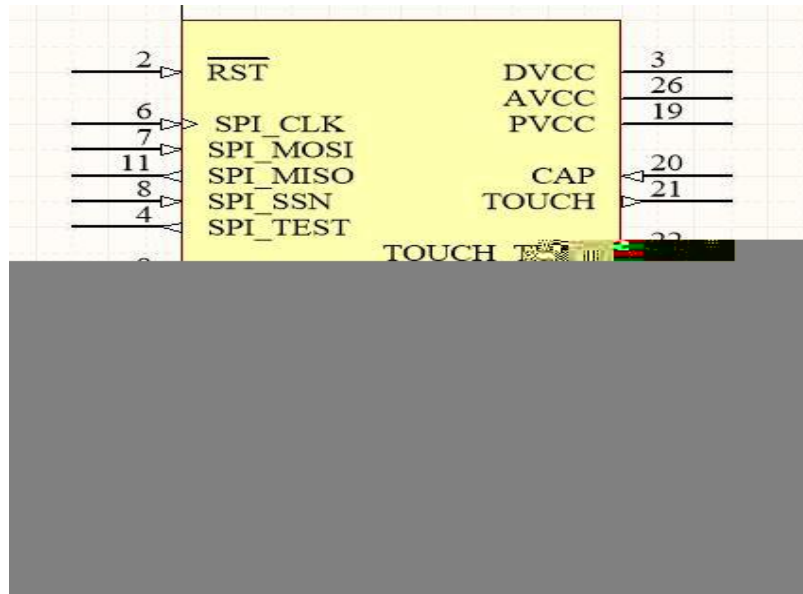 2 RST DVCC 3
AVCC 26
6 SPI_CLK PVCC 19
7 SPI_MOSI
11 SPI_MISO CAP 20
8 SPI_SSN TOUCH 21
4 SPI_TEST
TOUCH